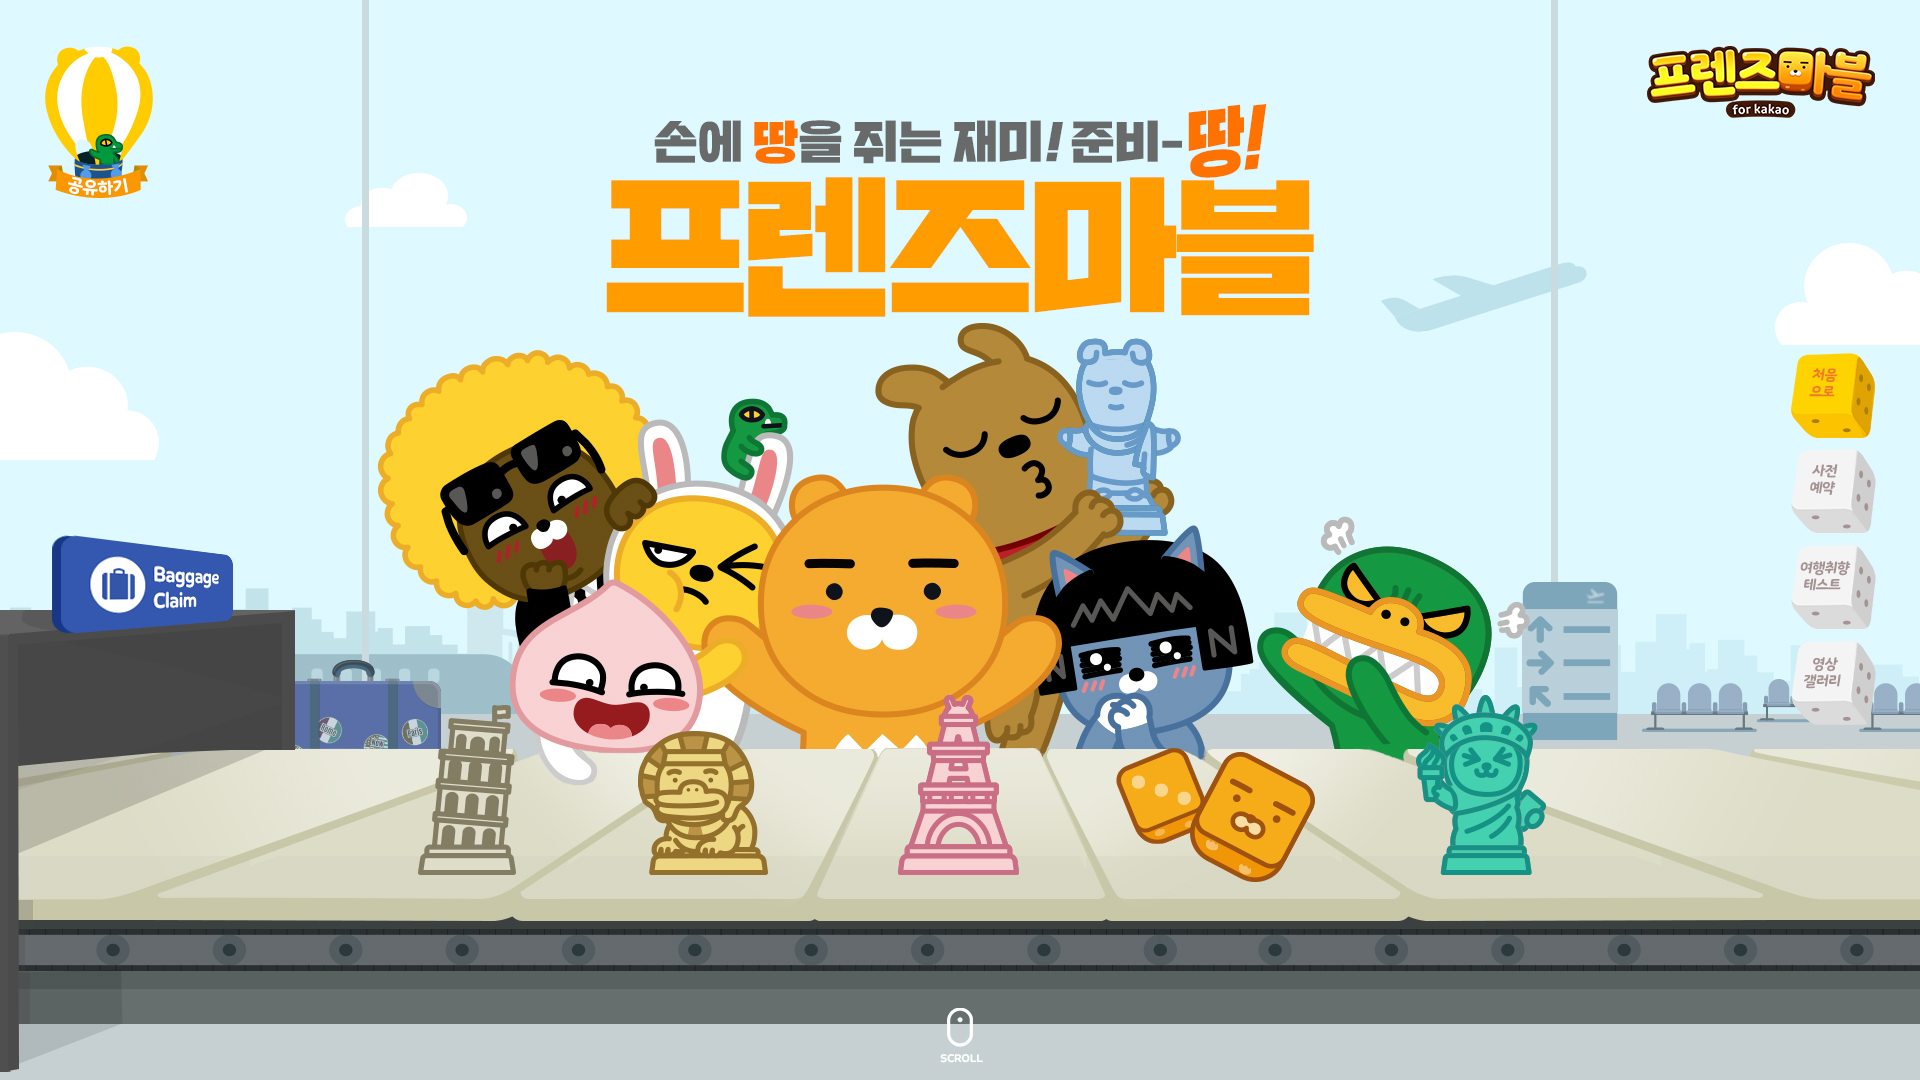 공유하기
프렌즈마블
for kakao
손에 땅을 쥐는 재미! 준비-땅!
프렌즈마블
처음
으로
사전
예약
여행취향
테스트
영상
갤러리
Baggage
Claim
N
N
SCROLL